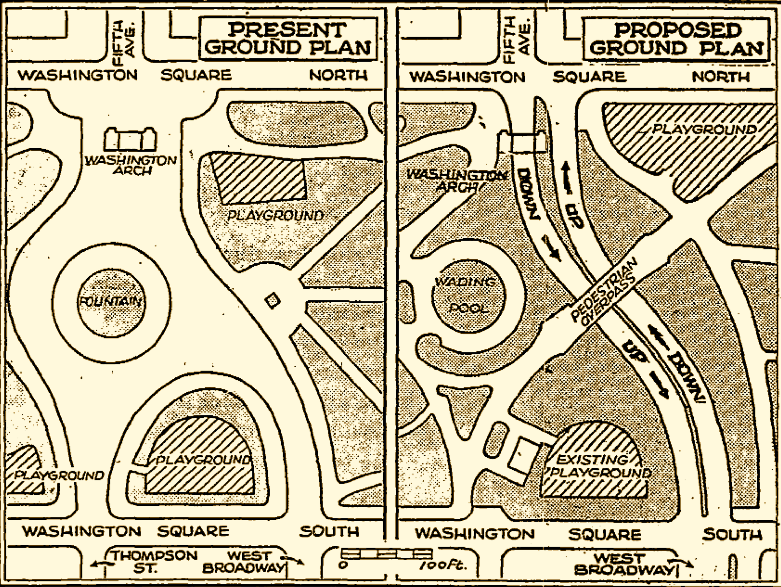 FIFTH
AVE.
PRESENT
GROUND PLAN
WASHINGTON SQUARE NORTH
WASHINGTON
ARCH
PLAYGROUND
FOUNTAIN
PLAYGROUND
PLAYGROUND
WASHINGTON SQUARE SOUTH
THOMPSON
ST.
WEST
BROADWAY
0 100Ft.
FIFTH
AVE.
PROPOSED
GROUND PLAN
WASHINGTON SQUARE NORTH
PLAYGROUND
WASHINGTON
ARCH
DOWN
UP
WADING
POOL
PEDESTRIAN
OVERPASS
UP
DOWN
EXISTING
PLAYGROUND
WASHINGTON SQUARE SOUTH
WEST
BROADWAY